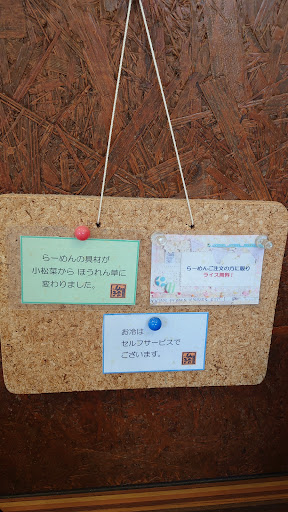 らーめんの具材が
小松菜から ほうれん草に
変わりました。
らーめんご注文の方に限り
ライス無料！
お冷は
セルフサービスで
ございます。